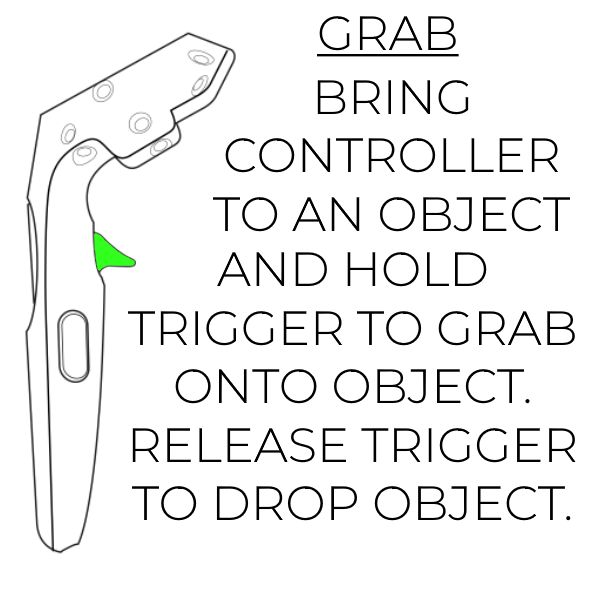 GRAB
BRING
CONTROLLER
TO AN OBJECT
AND HOLD
TRIGGER TO GRAB
ONTO OBJECT.
RELEASE TRIGGER
TO DROP OBJECT.